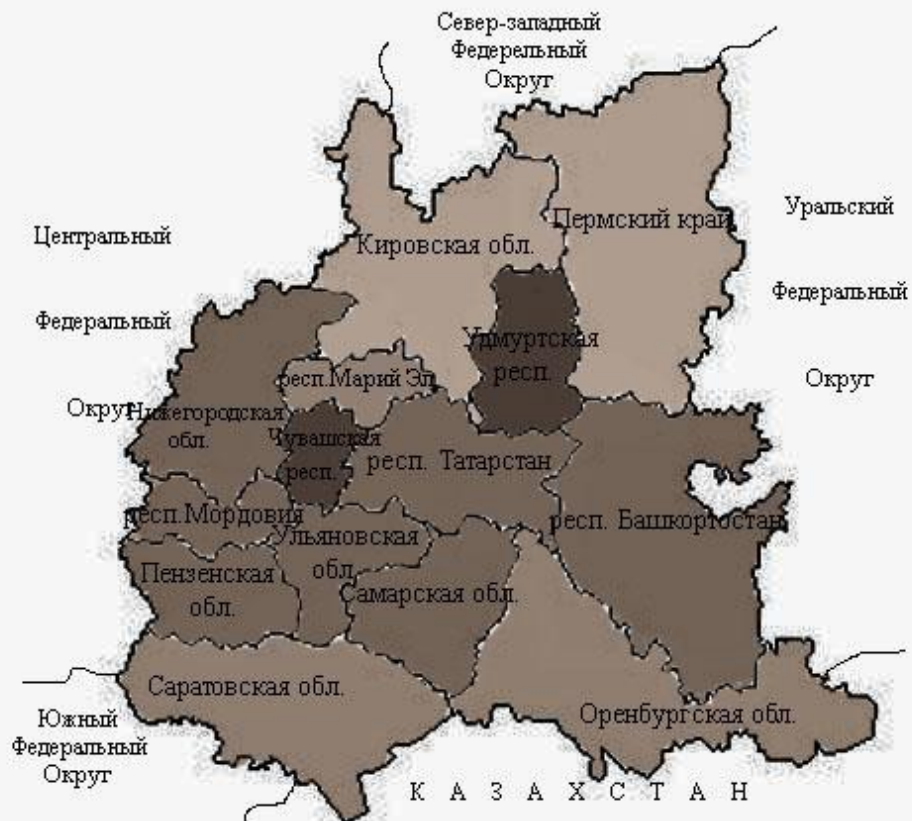 Север-западный
Федерельный
Округ
Пермский край
Уральский
Центральный
Кировская обл.
Федеральный
Федеральный
Удмуртская
респ.
респ.Марий Эл
Округ
Округ
Нижегородская
обл.
Чувашская
респ.
респ. Татарстан
респ.Мордовия
респ. Башкортостан
Ульяновская
обл.
Пензенская
обл.
Самарская обл.
Саратовская обл.
Оренбургская обл.
Южный
Федеральный
Округ
К А З А Х С Т А Н